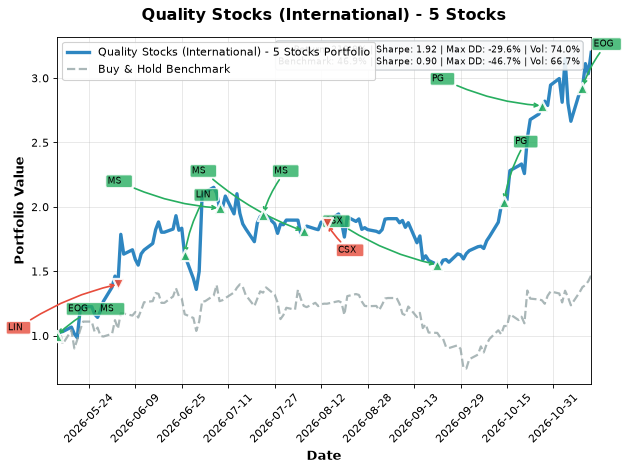 Quality Stocks (International) - 5 Stocks
Quality Stocks (International) - 5 Stocks Portfolio
Buy & Hold Benchmark
Sharpe: 1.92 | Max DD: -29.6% | Vol: 74.0%
Benchmark: 46.9% | Sharpe: 0.90 | Max DD: -46.7% | Vol: 66.7%
EOG
PG
PG
MS
MS
MS
LIN
CSX
CSX
EOG, MS
LIN
Portfolio Value
3.0
2.5
2.0
1.5
1.0
2026-05-24
2026-06-09
2026-06-25
2026-07-11
2026-07-27
2026-08-12
2026-08-28
2026-09-13
2026-09-29
2026-10-15
2026-10-31
Date